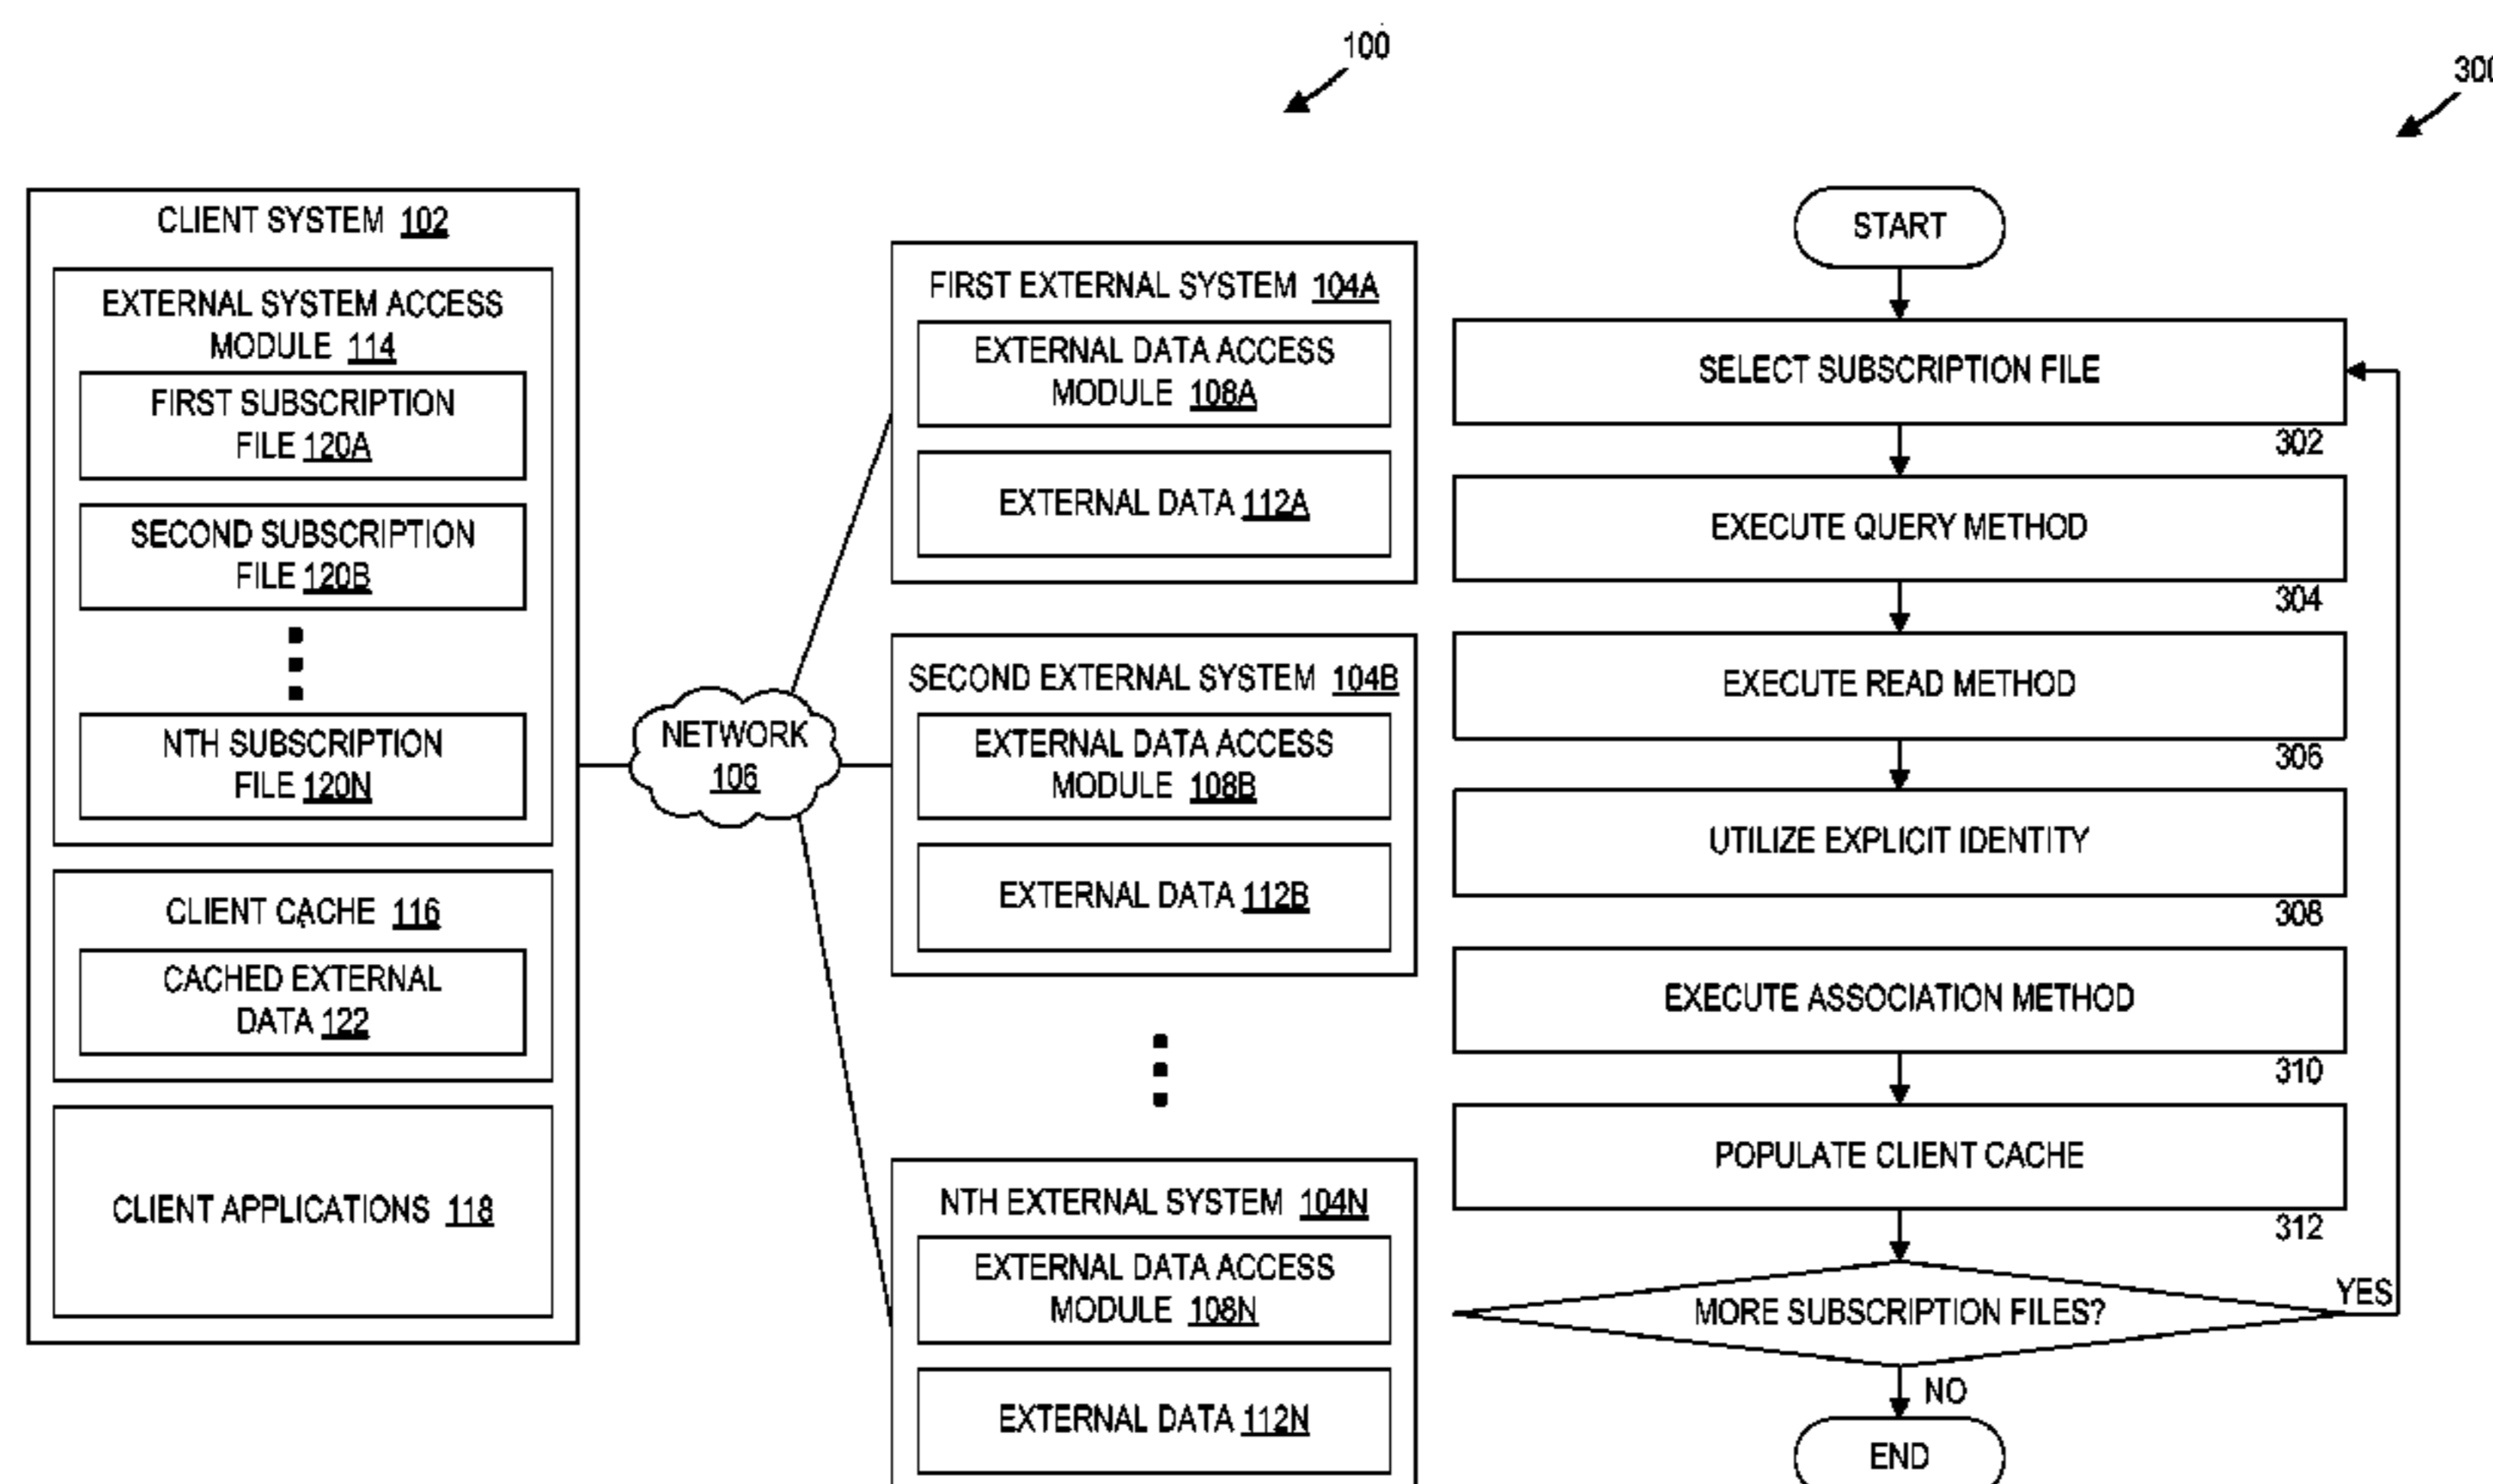 100
300
CLIENT SYSTEM 102
EXTERNAL SYSTEM ACCESS
MODULE 114
FIRST SUBSCRIPTION
FILE 120A
SECOND SUBSCRIPTION
FILE 120B
NTH SUBSCRIPTION
FILE 120N
CLIENT CACHE 116
CACHED EXTERNAL
DATA 122
CLIENT APPLICATIONS 118
NETWORK
106
FIRST EXTERNAL SYSTEM 104A
EXTERNAL DATA ACCESS
MODULE 108A
EXTERNAL DATA 112A
SECOND EXTERNAL SYSTEM 104B
EXTERNAL DATA ACCESS
MODULE 108B
EXTERNAL DATA 112B
NTH EXTERNAL SYSTEM 104N
EXTERNAL DATA ACCESS
MODULE 108N
EXTERNAL DATA 112N
START
SELECT SUBSCRIPTION FILE
302
EXECUTE QUERY METHOD
304
EXECUTE READ METHOD
306
UTILIZE EXPLICIT IDENTITY
308
EXECUTE ASSOCIATION METHOD
310
POPULATE CLIENT CACHE
312
MORE SUBSCRIPTION FILES?
YES
NO
END